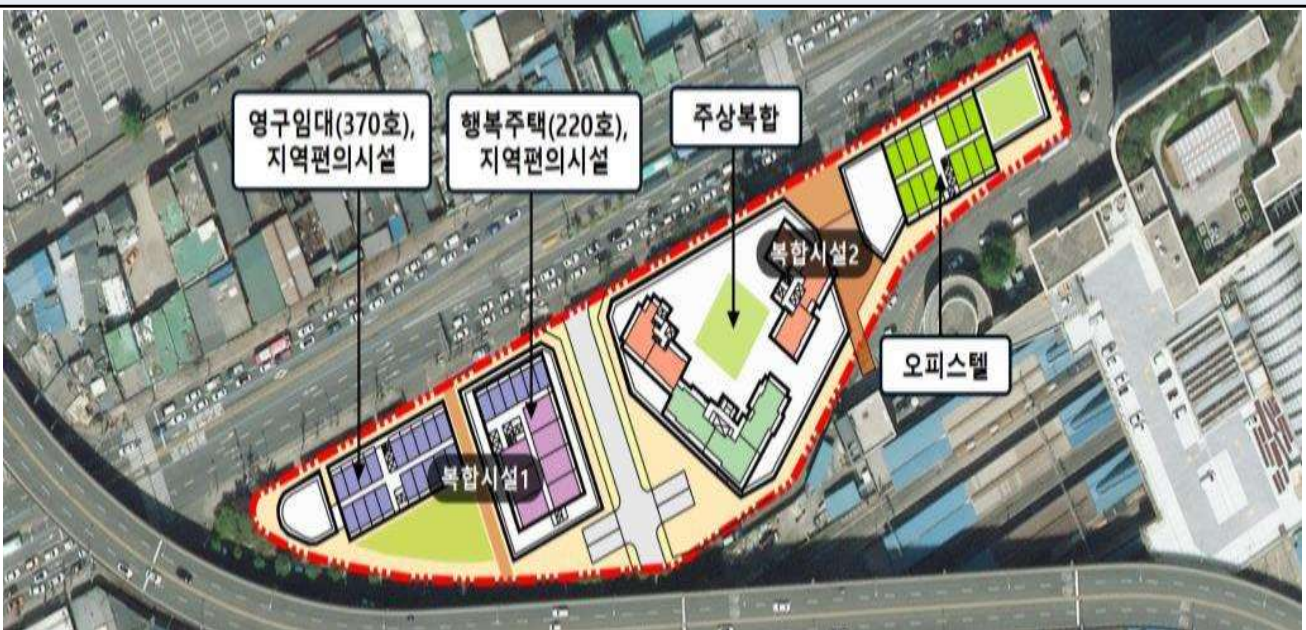 영구임대(370호),
지역편의시설
행복주택(220호),
지역편의시설
주상복합
복합시설2
오피스텔
복합시설1